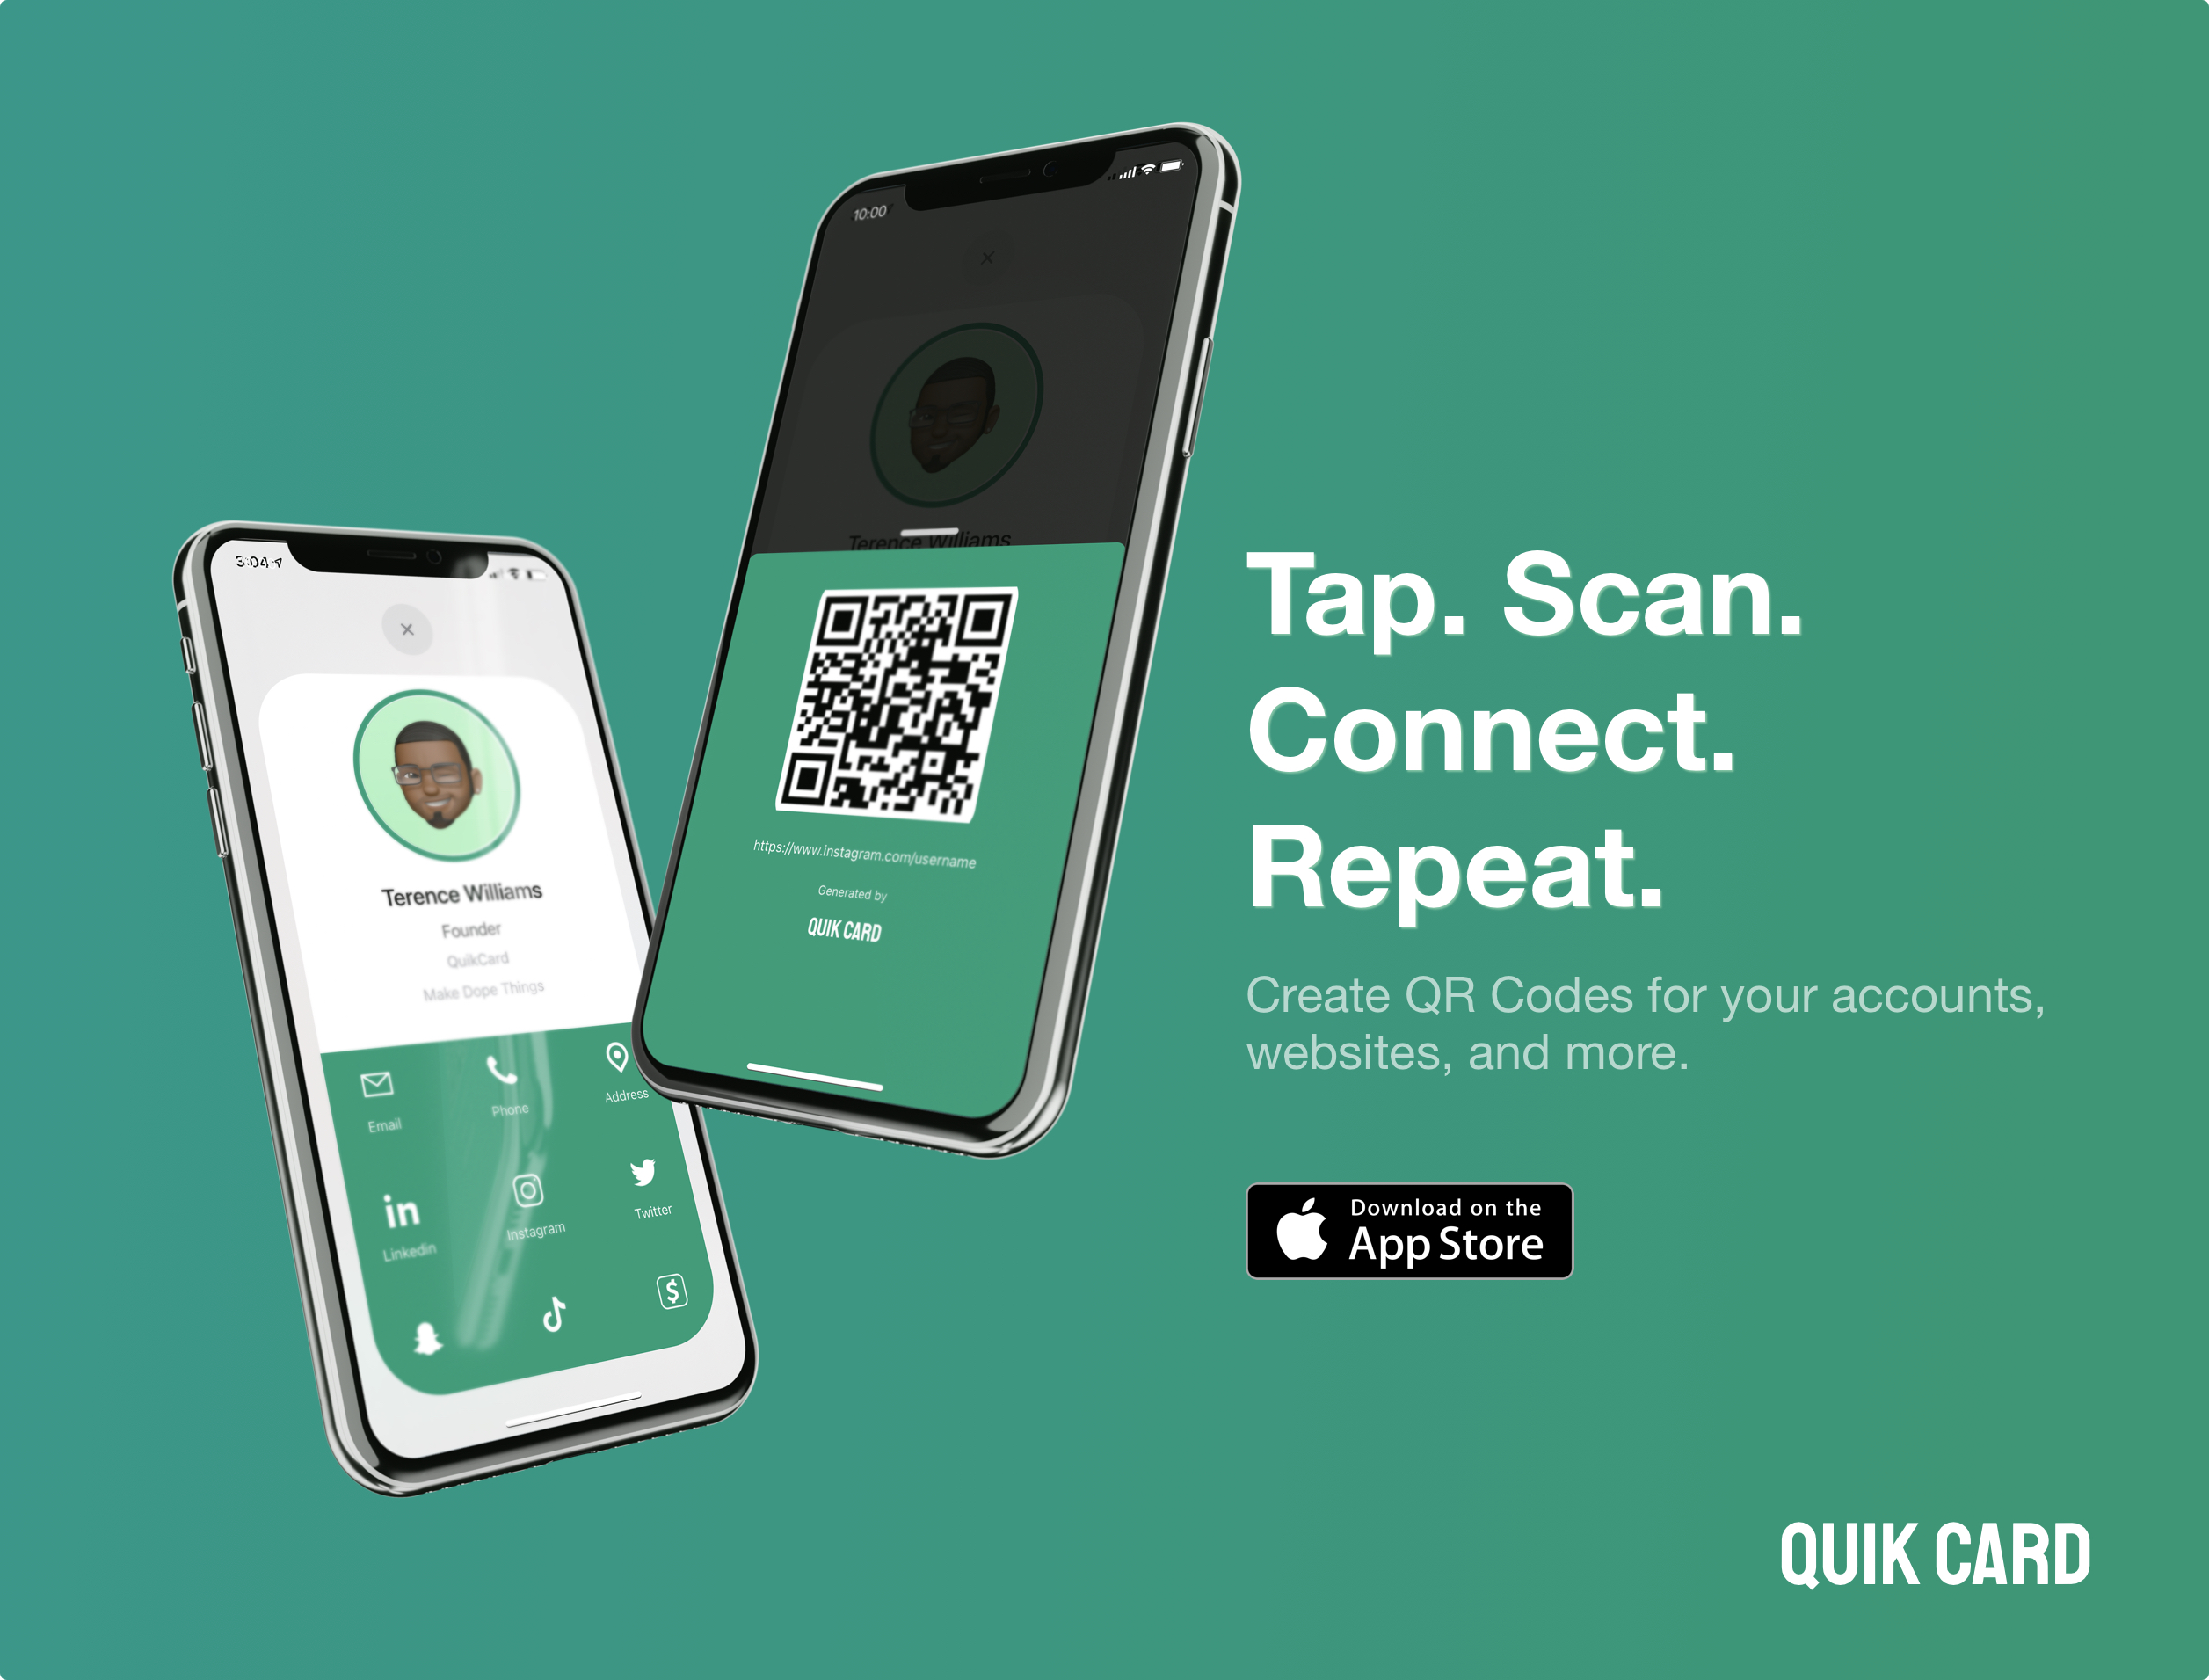 Tap. Scan.
Connect.
Repeat.
Create QR Codes for your accounts,
websites, and more.
Download on the
App Store
QUIK CARD
10:00
Terence Williams
https://www.instagram.com/username
Generated by
QUIK CARD
3:04
Terence Williams
Founder
QuikCard
Make Dope Things
Email
Phone
Address
Linkedin
Instagram
Twitter